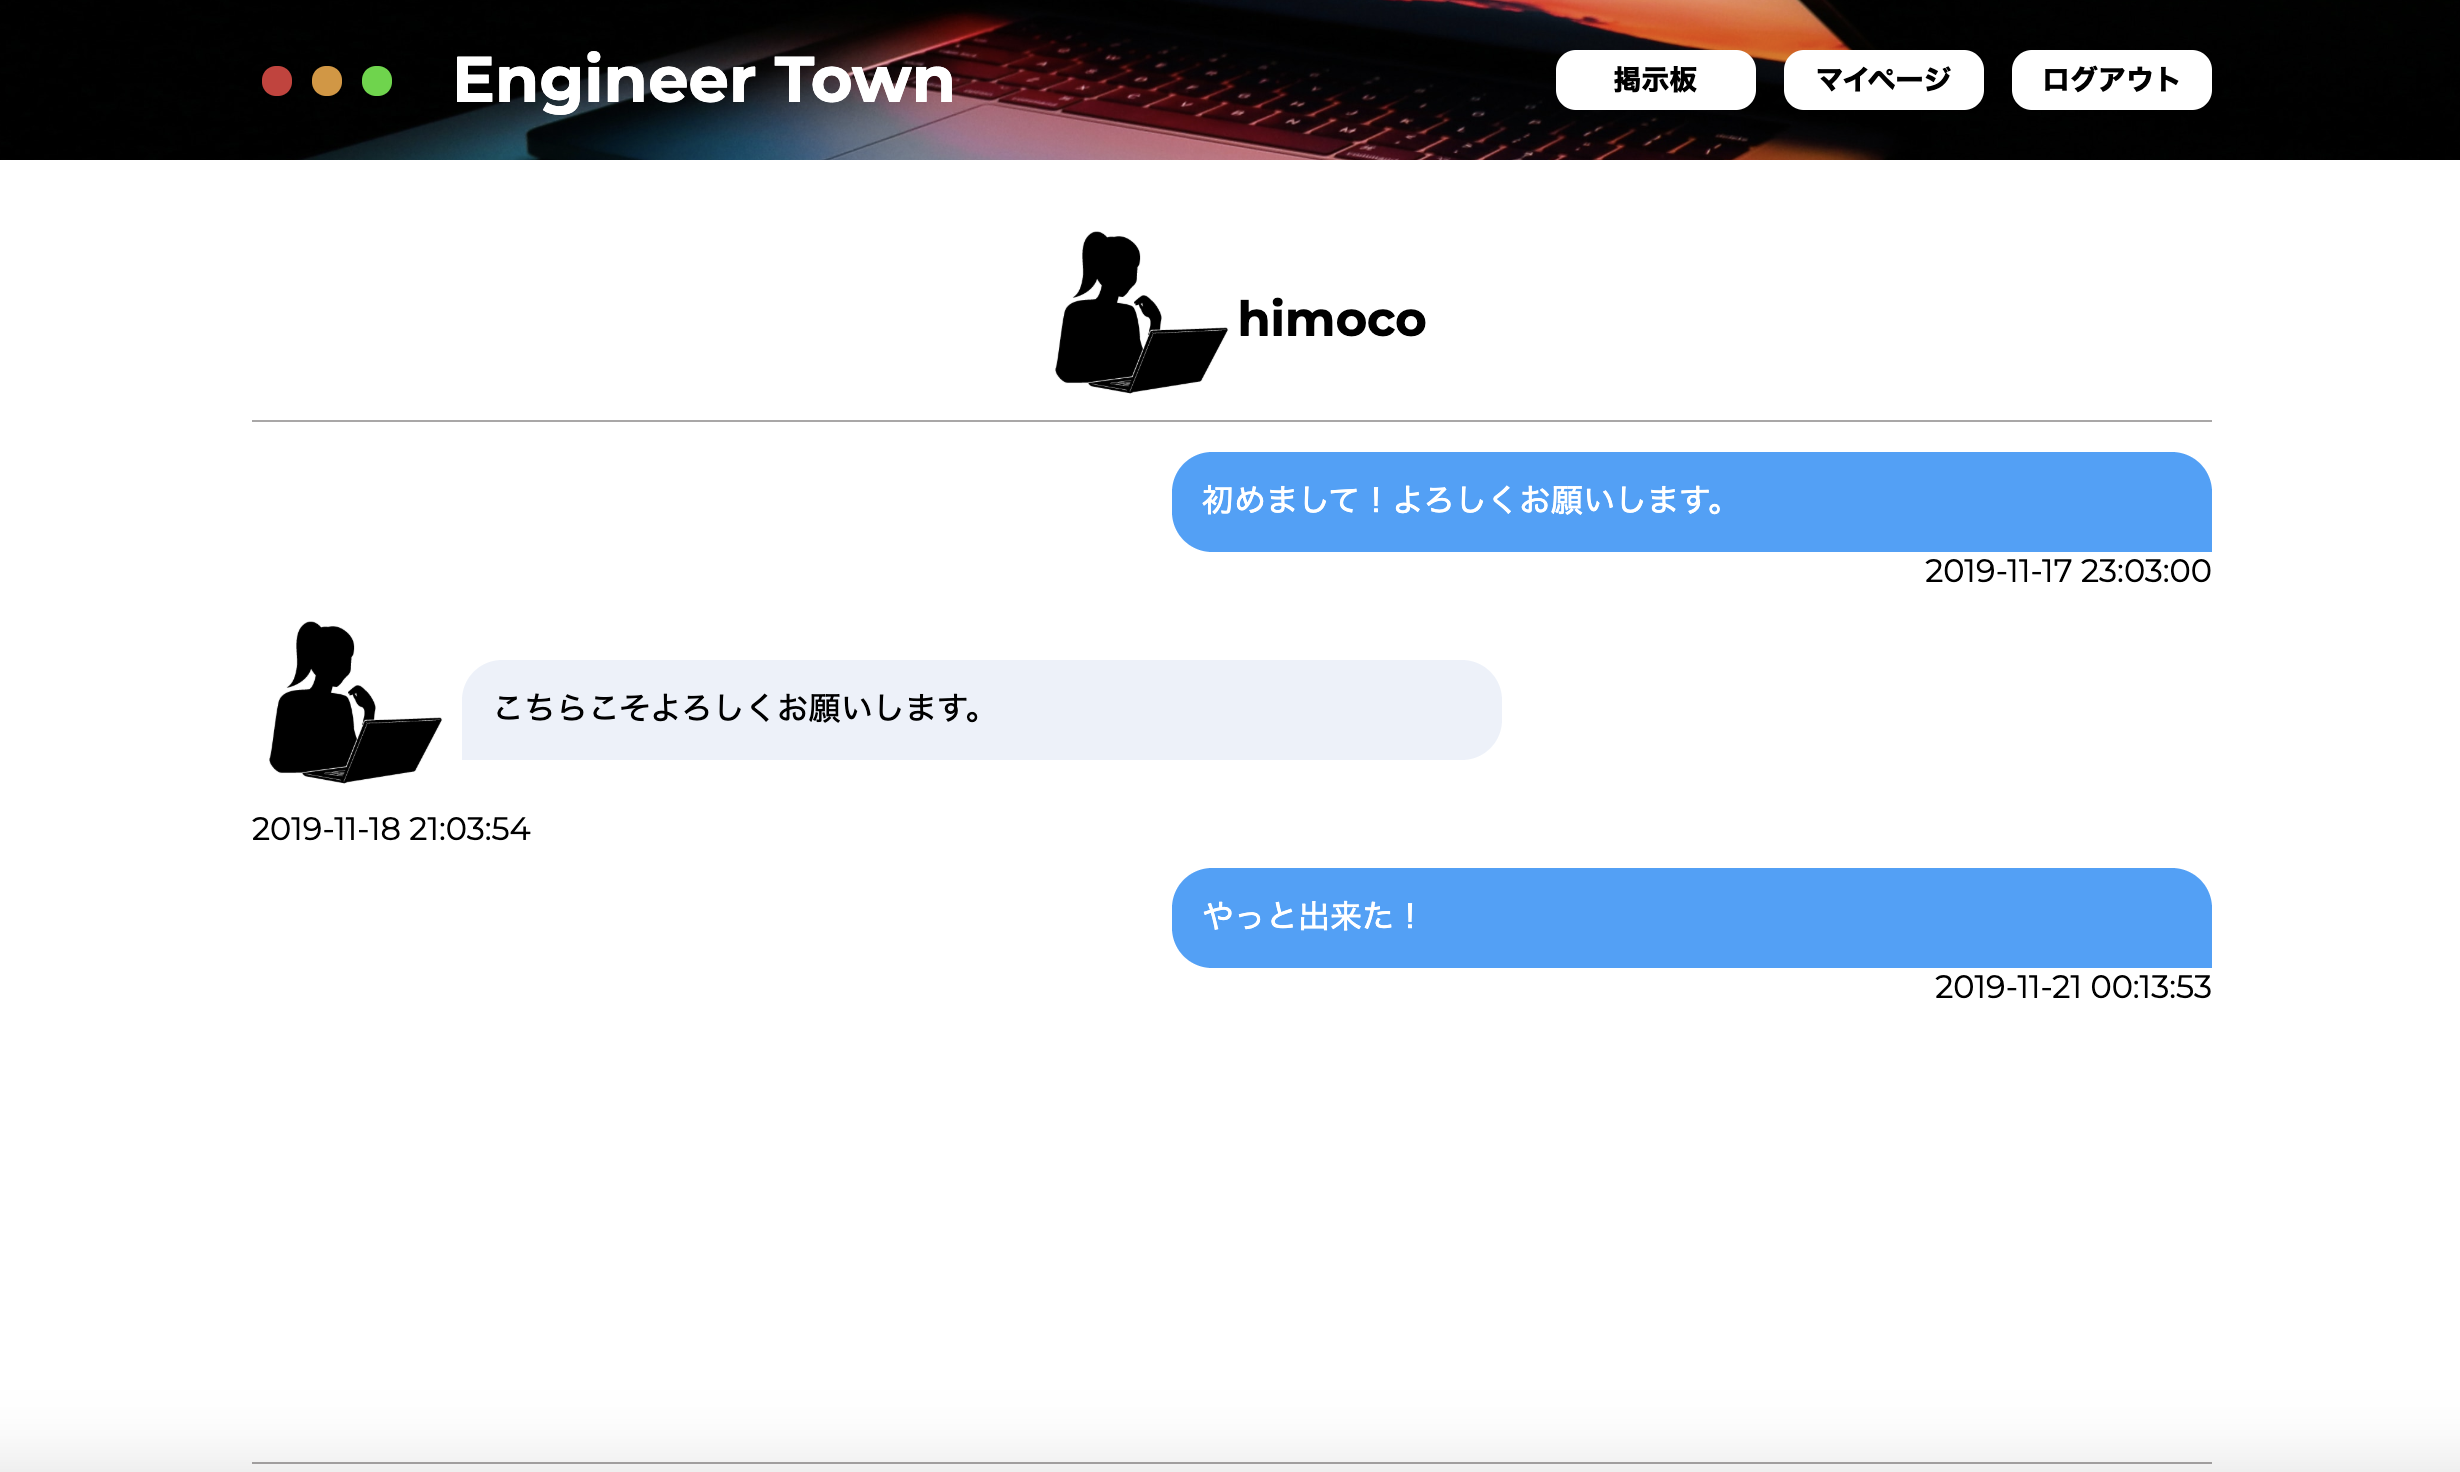 Engineer Town
掲示板
マイページ
ログアウト
himoco
初めまして！よろしくお願いします。
2019-11-17 23:03:00
こちらこそよろしくお願いします。
2019-11-18 21:03:54
やっと出来た！
2019-11-21 00:13:53